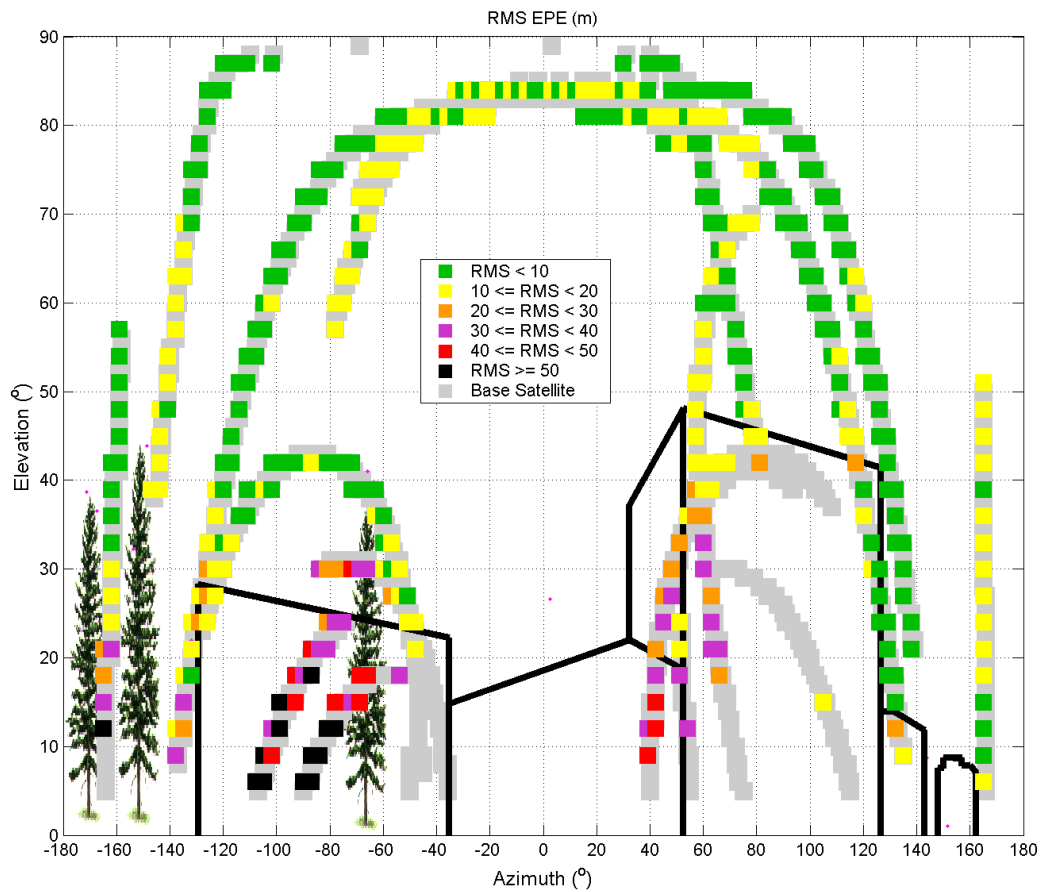 RMS EPE (m)
90
80
70
60
50
40
30
20
10
0
Elevation (°)
RMS < 10
10 <= RMS < 20
20 <= RMS < 30
30 <= RMS < 40
40 <= RMS < 50
RMS >= 50
Base Satellite
-180 -160 -140 -120 -100 -80 -60 -40 -20 0 20 40 60 80 100 120 140 160 180
Azimuth (°)